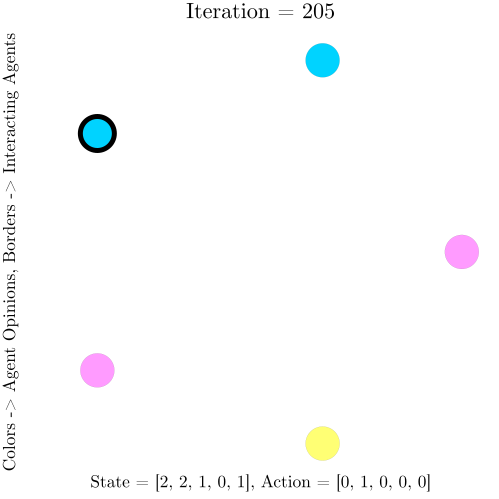 Iteration = 205
Colors -> Agent Opinions, Borders -> Interacting Agents
State = [2, 2, 1, 0, 1], Action = [0, 1, 0, 0, 0]